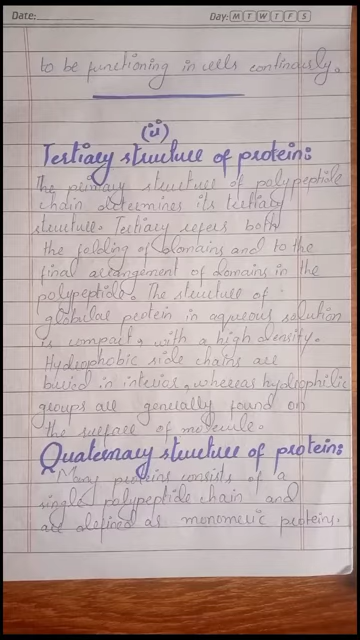 Date:
Day: M T W T F S
to be functioning in cells continously.
(ii)
Tertiary structure of protein:
The primary structure of polypeptide
chain determines its tertiary
structure. Tertiary refers both
the folding of domains and to the
final arrangement of domains in the
polypeptide. The structure of
globular protein in aqueous solution
is compact, with a high density.
Hydrophobic side chains are
buried in interior, whereas hydrophilic
groups are generally found on
the surface of molecule.
Quaternary structure of protein:
Many proteins consists of a
single polypeptide chain and
are defined as monomeric proteins.